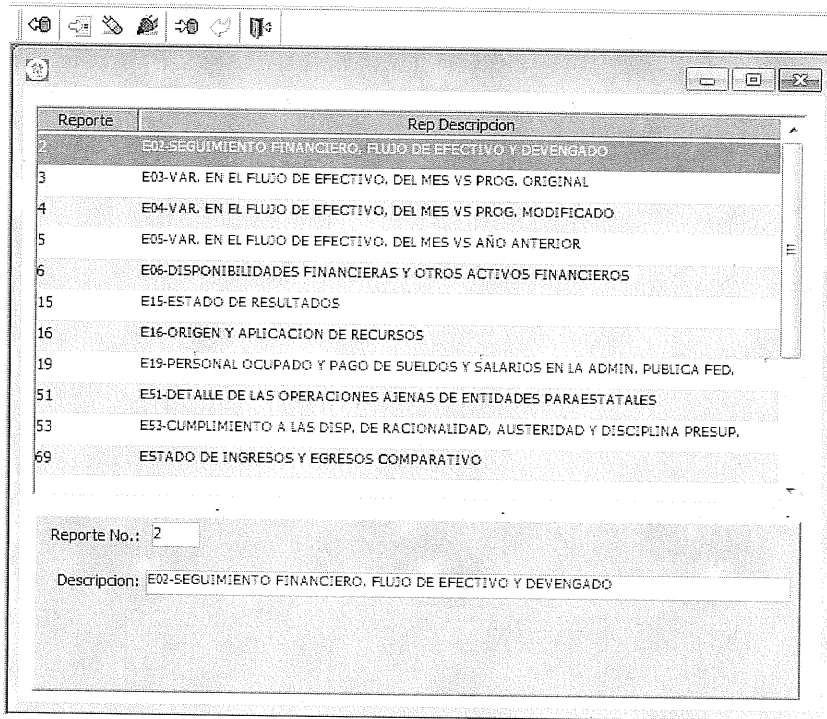 Reporte Rep Descripcion
2 E02-SEGUIMIENTO FINANCIERO, FLUJO DE EFECTIVO Y DEVENGADO
3 E03-VAR. EN EL FLUJO DE EFECTIVO, DEL MES VS PROG. ORIGINAL
4 E04-VAR. EN EL FLUJO DE EFECTIVO, DEL MES VS PROG. MODIFICADO
5 E05-VAR. EN EL FLUJO DE EFECTIVO, DEL MES VS AÑO ANTERIOR
6 E06-DISPONIBILIDADES FINANCIERAS Y OTROS ACTIVOS FINANCIEROS
15 E15-ESTADO DE RESULTADOS
16 E16-ORIGEN Y APLICACION DE RECURSOS
19 E19-PERSONAL OCUPADO Y PAGO DE SUELDOS Y SALARIOS EN LA ADMIN. PUBLICA FED.
51 E51-DETALLE DE LAS OPERACIONES AJENAS DE ENTIDADES PARAESTATALES
53 E53-CUMPLIMIENTO A LAS DISP. DE RACIONALIDAD, AUSTERIDAD Y DISCIPLINA PRESUP.
69 ESTADO DE INGRESOS Y EGRESOS COMPARATIVO
Reporte No.: 2
Descripcion: E02-SEGUIMIENTO FINANCIERO, FLUJO DE EFECTIVO Y DEVENGADO